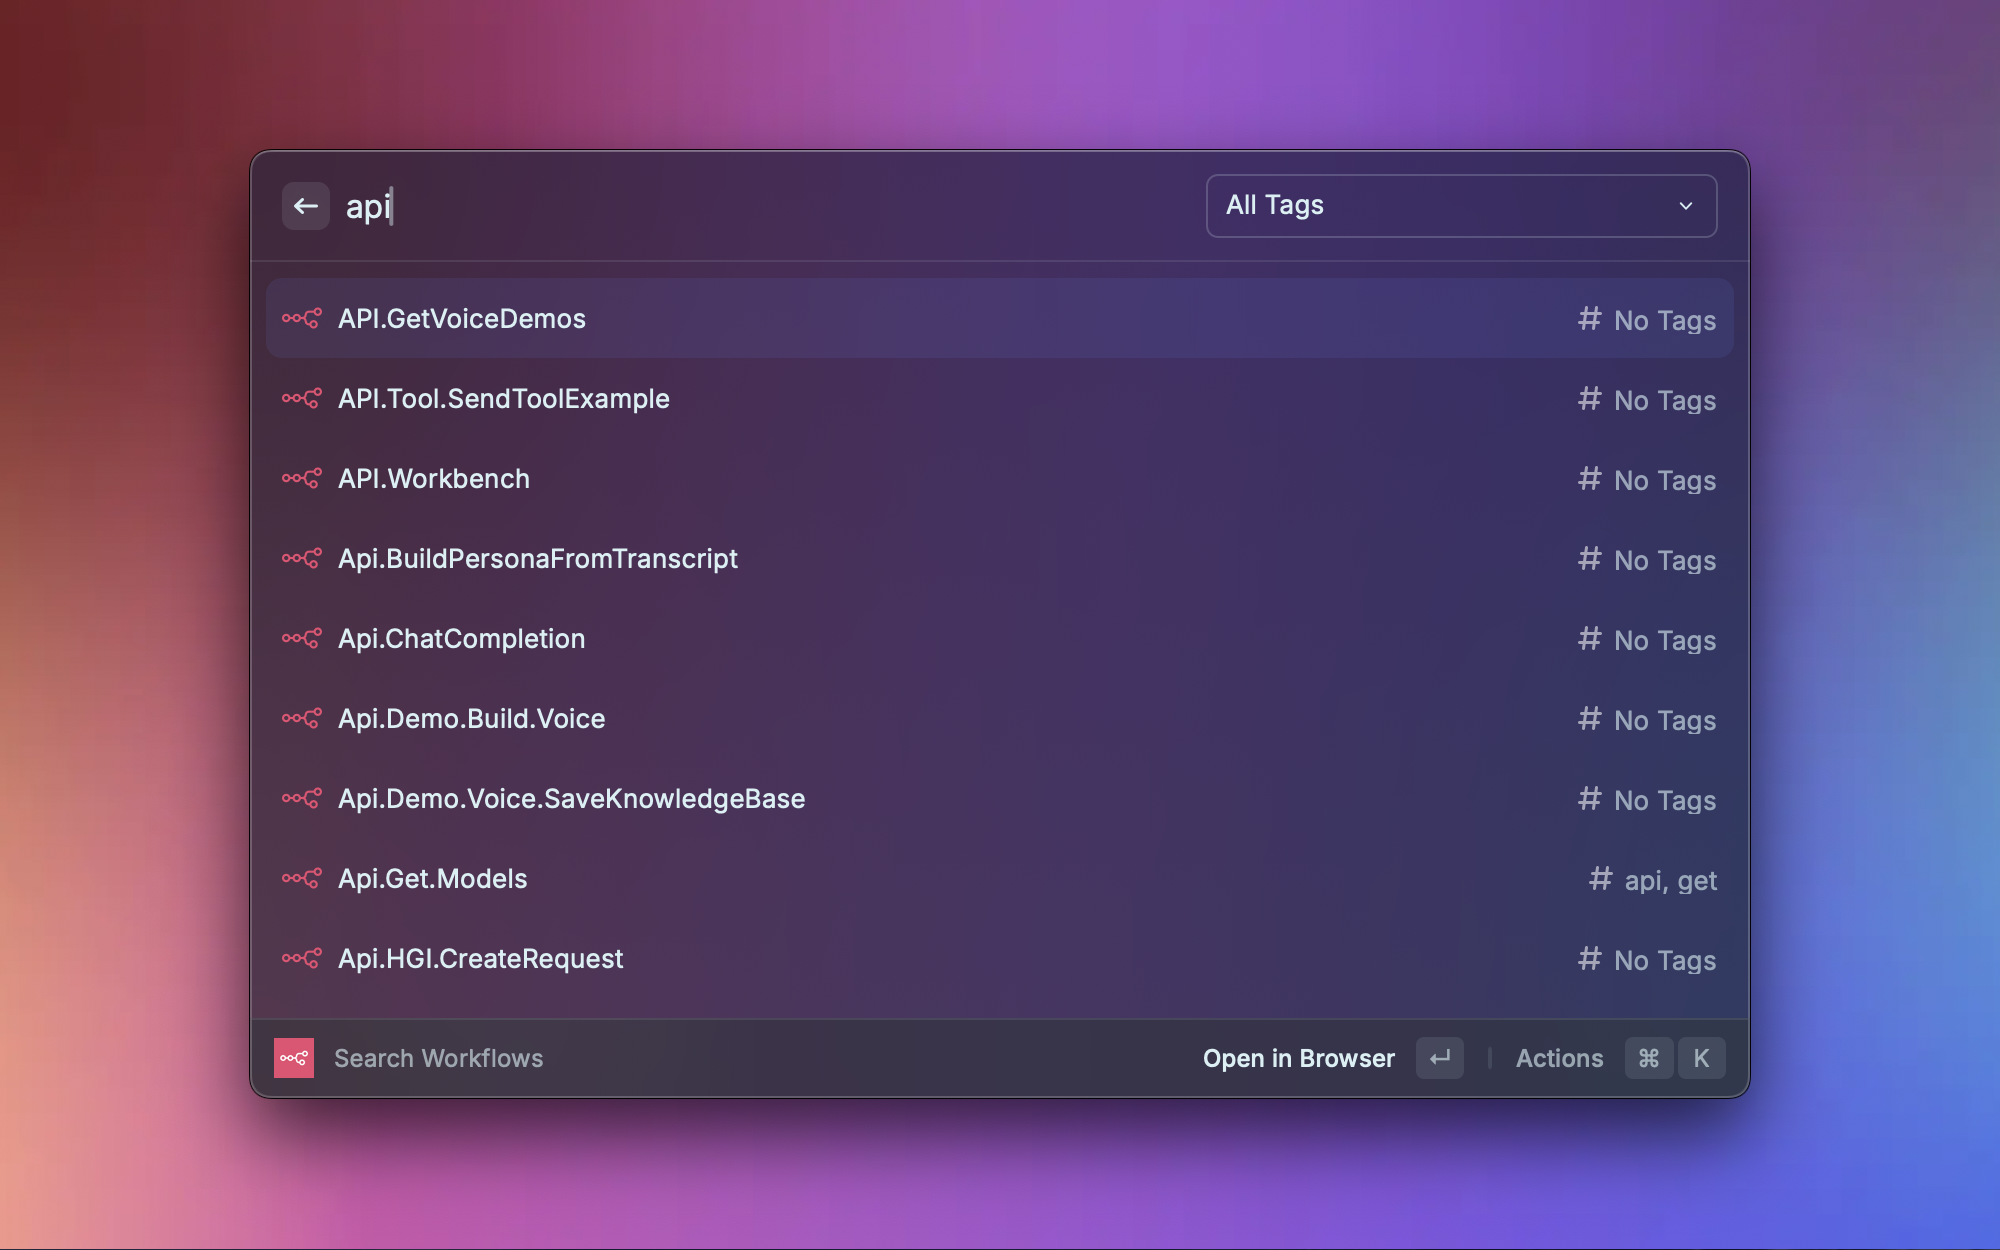 api
All Tags
API.GetVoiceDemos
# No Tags
API.Tool.SendToolExample
# No Tags
API.Workbench
# No Tags
Api.BuildPersonaFromTranscript
# No Tags
Api.ChatCompletion
# No Tags
Api.Demo.Build.Voice
# No Tags
Api.Demo.Voice.SaveKnowledgeBase
# No Tags
Api.Get.Models
# api, get
Api.HGI.CreateRequest
# No Tags
Search Workflows
Open in Browser ↵
Actions ⌘ K